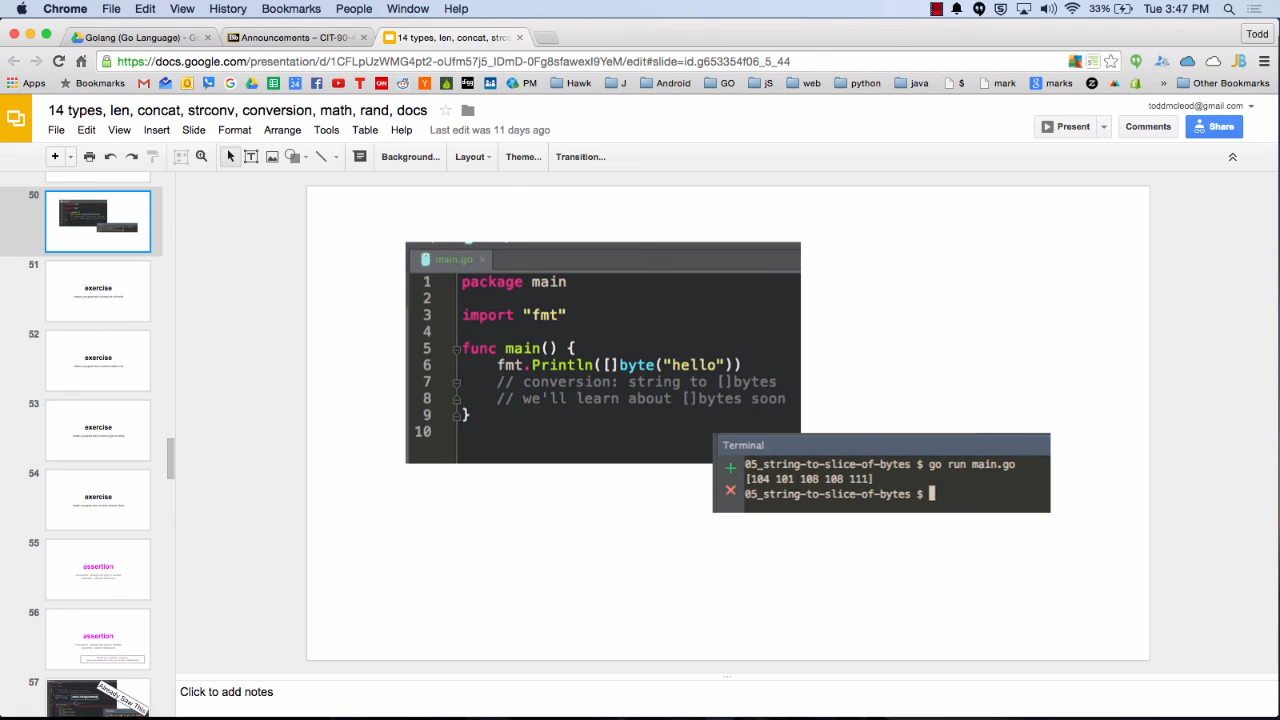 Chrome File Edit View History Bookmarks People Window Help 33% Tue 3:47 PM
Golang (Go Language) - G × Announcements – CIT-90-4 × 14 types, len, concat, strc × Todd
https://docs.google.com/presentation/d/1CFLpUzWMG4pt2-oUfm57j5_IDmD-0Fg8sfawexI9YeM/edit#slide=id.g653354f06_5_44
Apps Bookmarks PM Hawk J Android GO jS web python java $ mark marks Other Bookmarks
14 types, len, concat, strconv, conversion, math, rand, docs
toddmcleod@gmail.com
File Edit View Insert Slide Format Arrange Tools Table Help Last edit was 11 days ago
Present Comments Share
Background... Layout Theme... Transition...
50
51
exercise
52
exercise
53
exercise
54
exercise
55
assertion
56
assertion
57
Already Saw This
main.go ×
1 package main
2
3 import "fmt"
4
5 func main() {
6 fmt.Println([]byte("hello"))
7 // conversion: string to []bytes
8 // we'll learn about []bytes soon
9 }
10
Terminal
05_string-to-slice-of-bytes $ go run main.go
[104 101 108 108 111]
05_string-to-slice-of-bytes $
Click to add notes